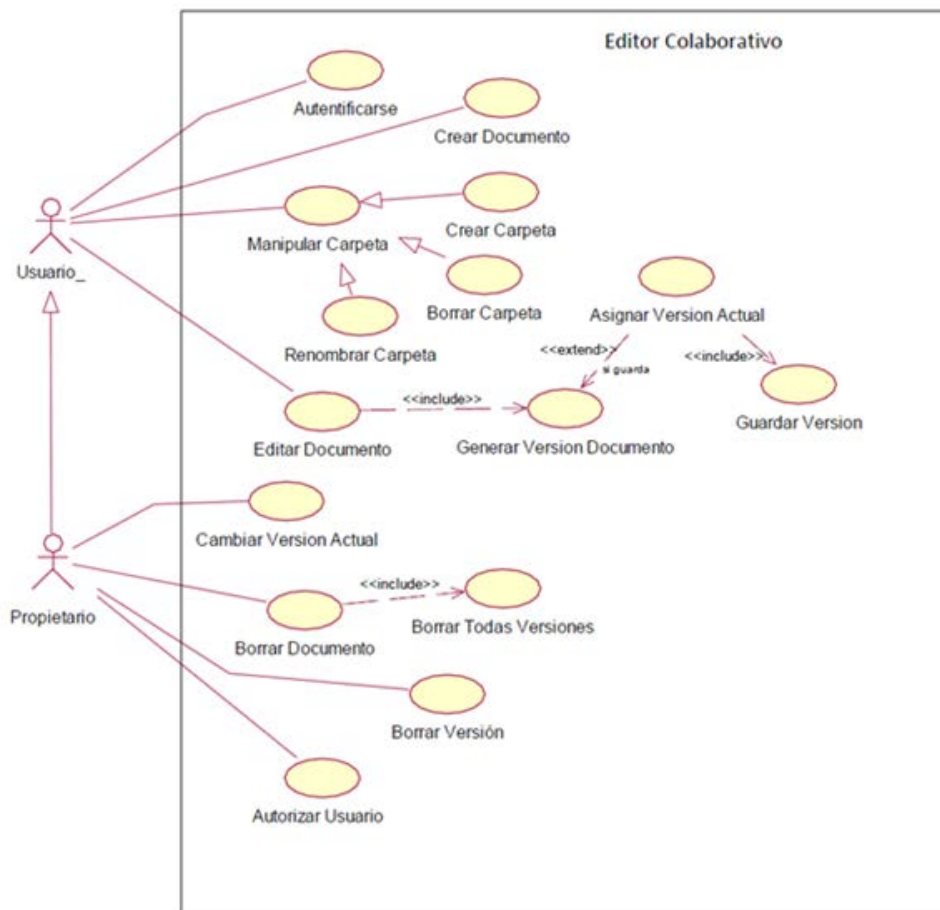 Editor Colaborativo
Autentificarse
Crear Documento
Crear Carpeta
Manipular Carpeta
Usuario_
Borrar Carpeta
Asignar Version Actual
Renombrar Carpeta
<<extend>>
si guarda
<<include>>
<<include>>
Guardar Version
Editar Documento
Generar Version Documento
Cambiar Version Actual
<<include>>
Propietario
Borrar Documento
Borrar Todas Versiones
Borrar Versión
Autorizar Usuario